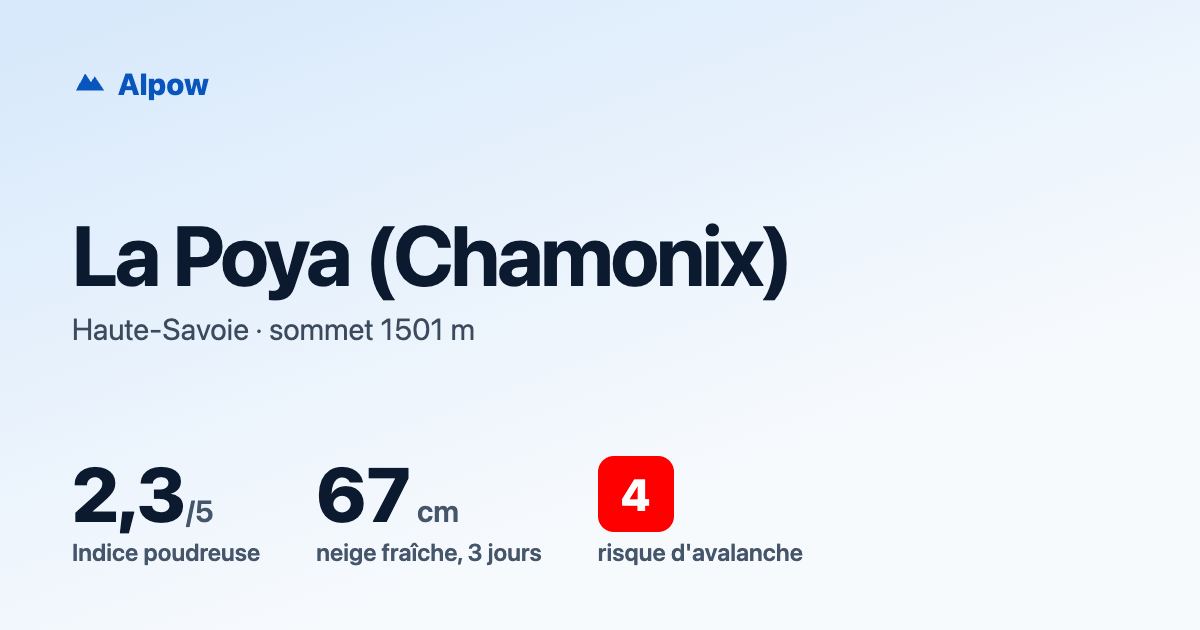 Alpow
La Poya (Chamonix)
Haute-Savoie · sommet 1501 m
2,3/5 67 cm 4
Indice poudreuse neige fraîche, 3 jours risque d'avalanche